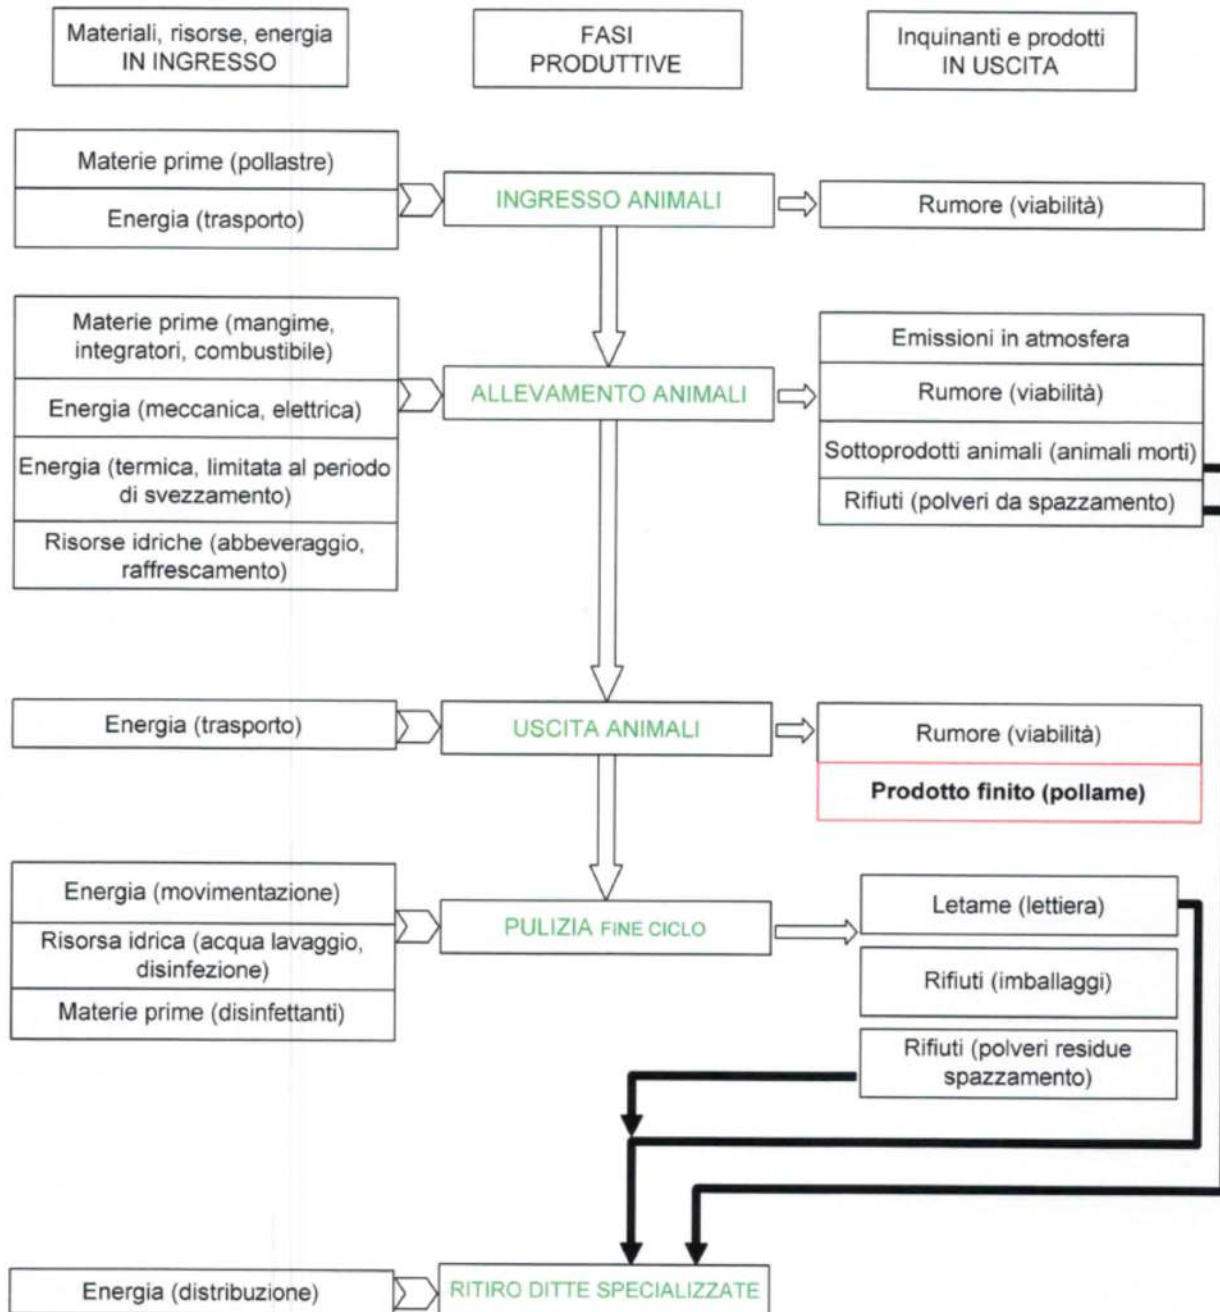 Materiali, risorse, energia
IN INGRESSO
FASI
PRODUTTIVE
Inquinanti e prodotti
IN USCITA
Materie prime (pollastre)
Energia (trasporto)
INGRESSO ANIMALI
Rumore (viabilità)
Materie prime (mangime,
integratori, combustibile)
Energia (meccanica, elettrica)
Energia (termica, limitata al periodo
di svezzamento)
Risorse idriche (abbeveraggio,
raffrescamento)
ALLEVAMENTO ANIMALI
Emissioni in atmosfera
Rumore (viabilità)
Sottoprodotti animali (animali morti)
Rifiuti (polveri da spazzamento)
Energia (trasporto)
USCITA ANIMALI
Rumore (viabilità)
Prodotto finito (pollame)
Energia (movimentazione)
Risorsa idrica (acqua lavaggio,
disinfezione)
Materie prime (disinfettanti)
PULIZIA FINE CICLO
Letame (lettiera)
Rifiuti (imballaggi)
Rifiuti (polveri residue
spazzamento)
Energia (distribuzione)
RITIRO DITTE SPECIALIZZATE